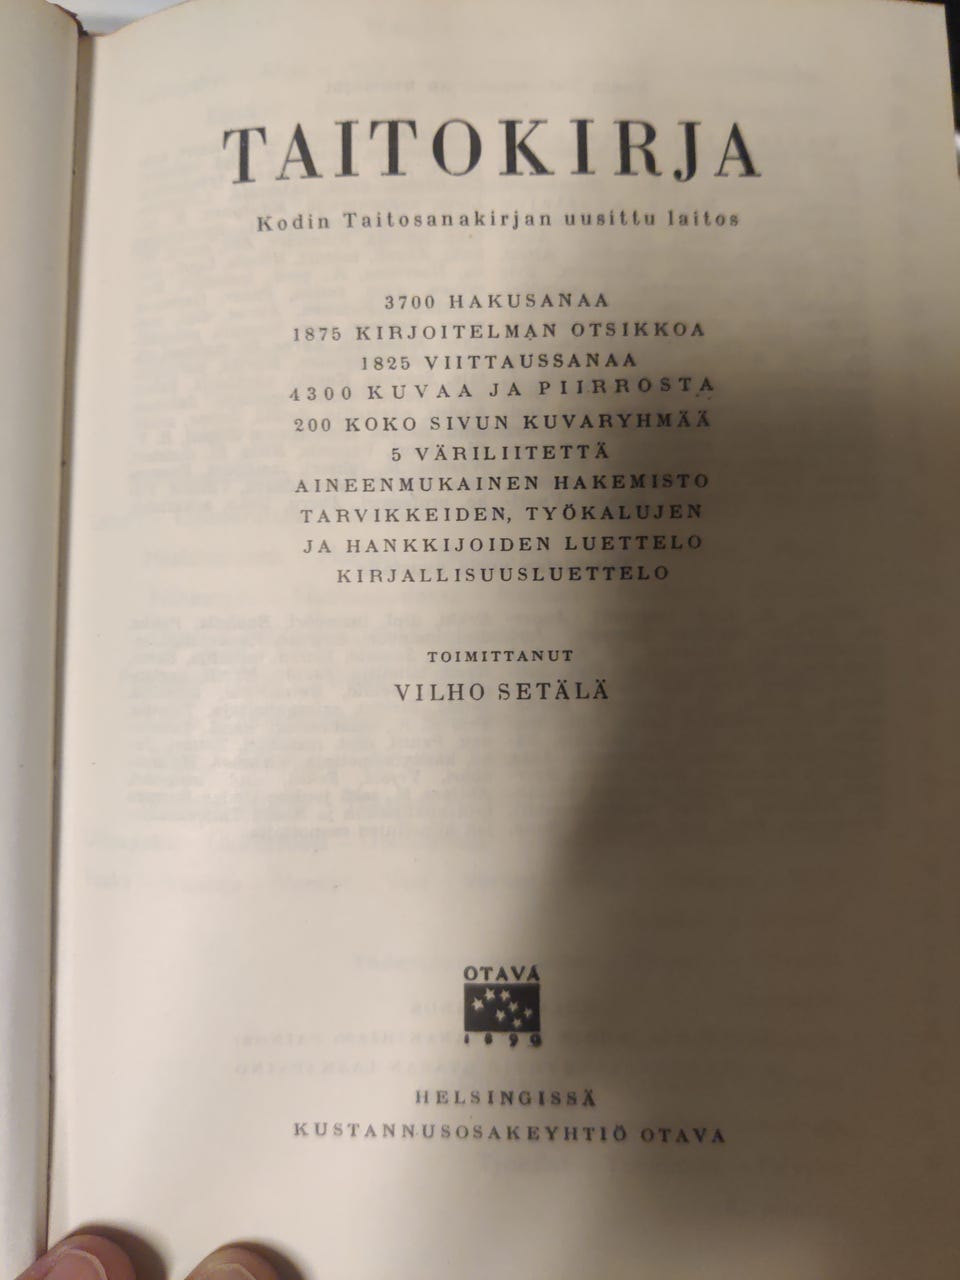 TAITOKIRJA
Kodin Taitosanakirjan uusittu laitos
3700 HAKUSANAA
1875 KIRJOITELMAN OTSIKKOA
1825 VIITTAUSSANAA
4300 KUVAA JA PIIRROSTA
200 KOKO SIVUN KUVARYHMÄÄ
5 VÄRILIITETTÄ
AINEENMUKAINEN HAKEMISTO
TARVIKKEIDEN, TYÖKALUJEN
JA HANKKIJOIDEN LUETTELO
KIRJALLISUUSLUETTELO
TOIMITTANUT
VILHO SETÄLÄ
OTAVA
1890
HELSINGISSÄ
KUSTANNUSOSAKEYHTIÖ OTAVA